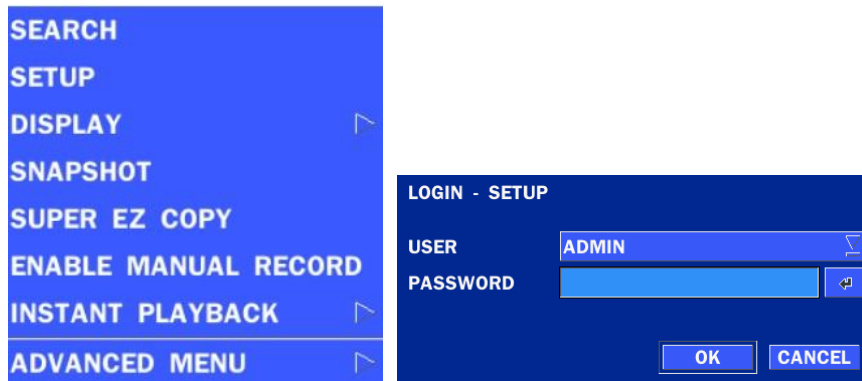 SEARCH
SETUP
DISPLAY
SNAPSHOT
SUPER EZ COPY
ENABLE MANUAL RECORD
INSTANT PLAYBACK
ADVANCED MENU
LOGIN - SETUP
USER ADMIN
PASSWORD
OK CANCEL